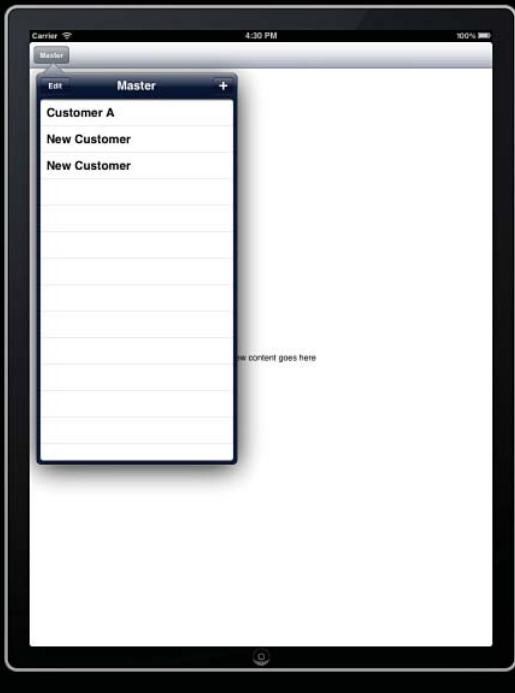 Carrier 4:30 PM 100%
Master
Edit Master +
Customer A
New Customer
New Customer
content goes here